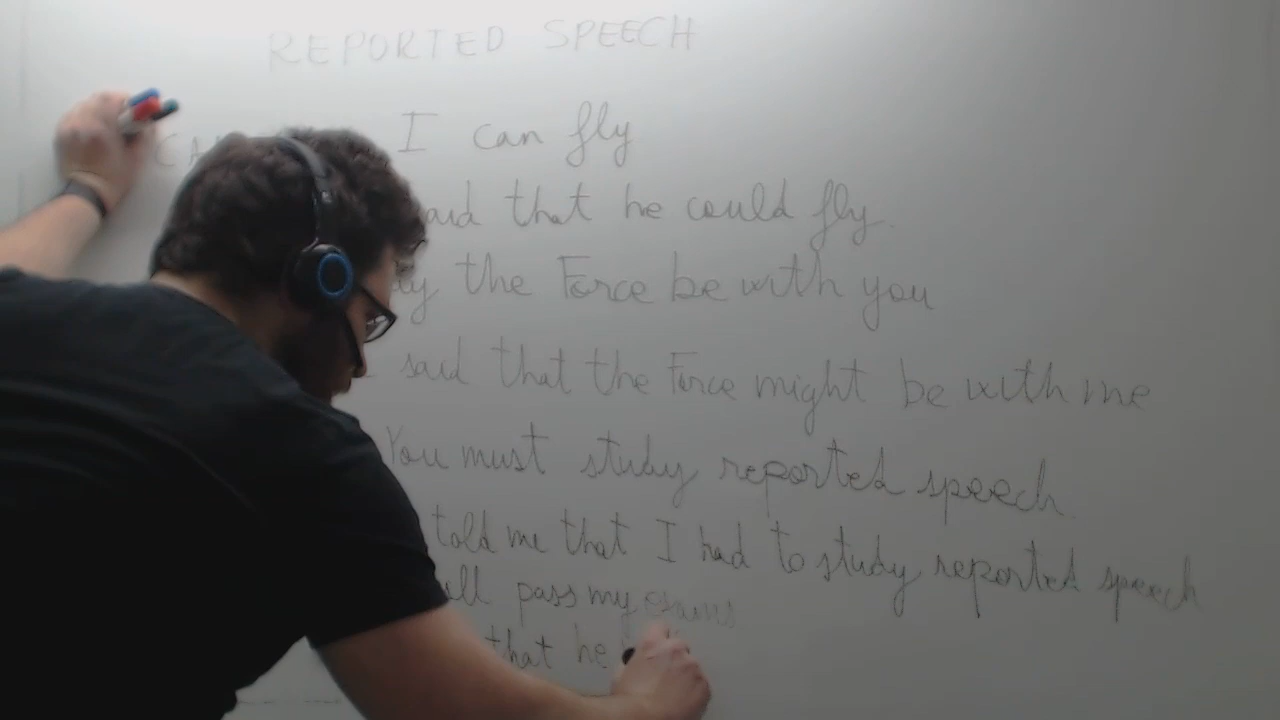 REPORTED SPEECH
I can fly
said that he could fly.
the Force be with you
said that the Force might be with me
You must study reported speech.
told me that I had to study reported speech
pass my exams
that he